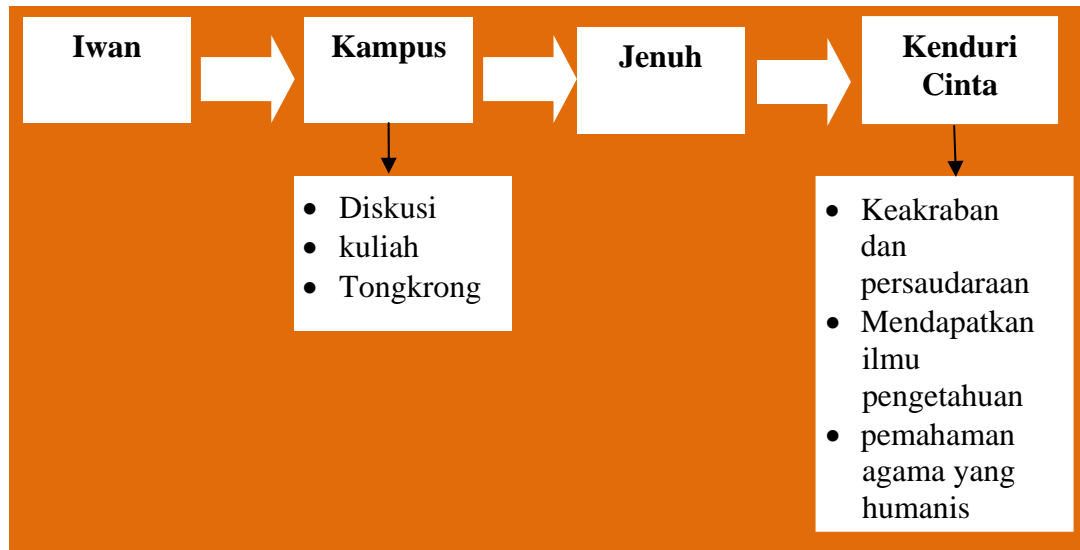 Iwan
Kampus
Jenuh
Kenduri
Cinta
• Diskusi
• kuliah
• Tongkrong
• Keakraban
dan
persaudaraan
• Mendapatkan
ilmu
pengetahuan
• pemahaman
agama yang
humanis